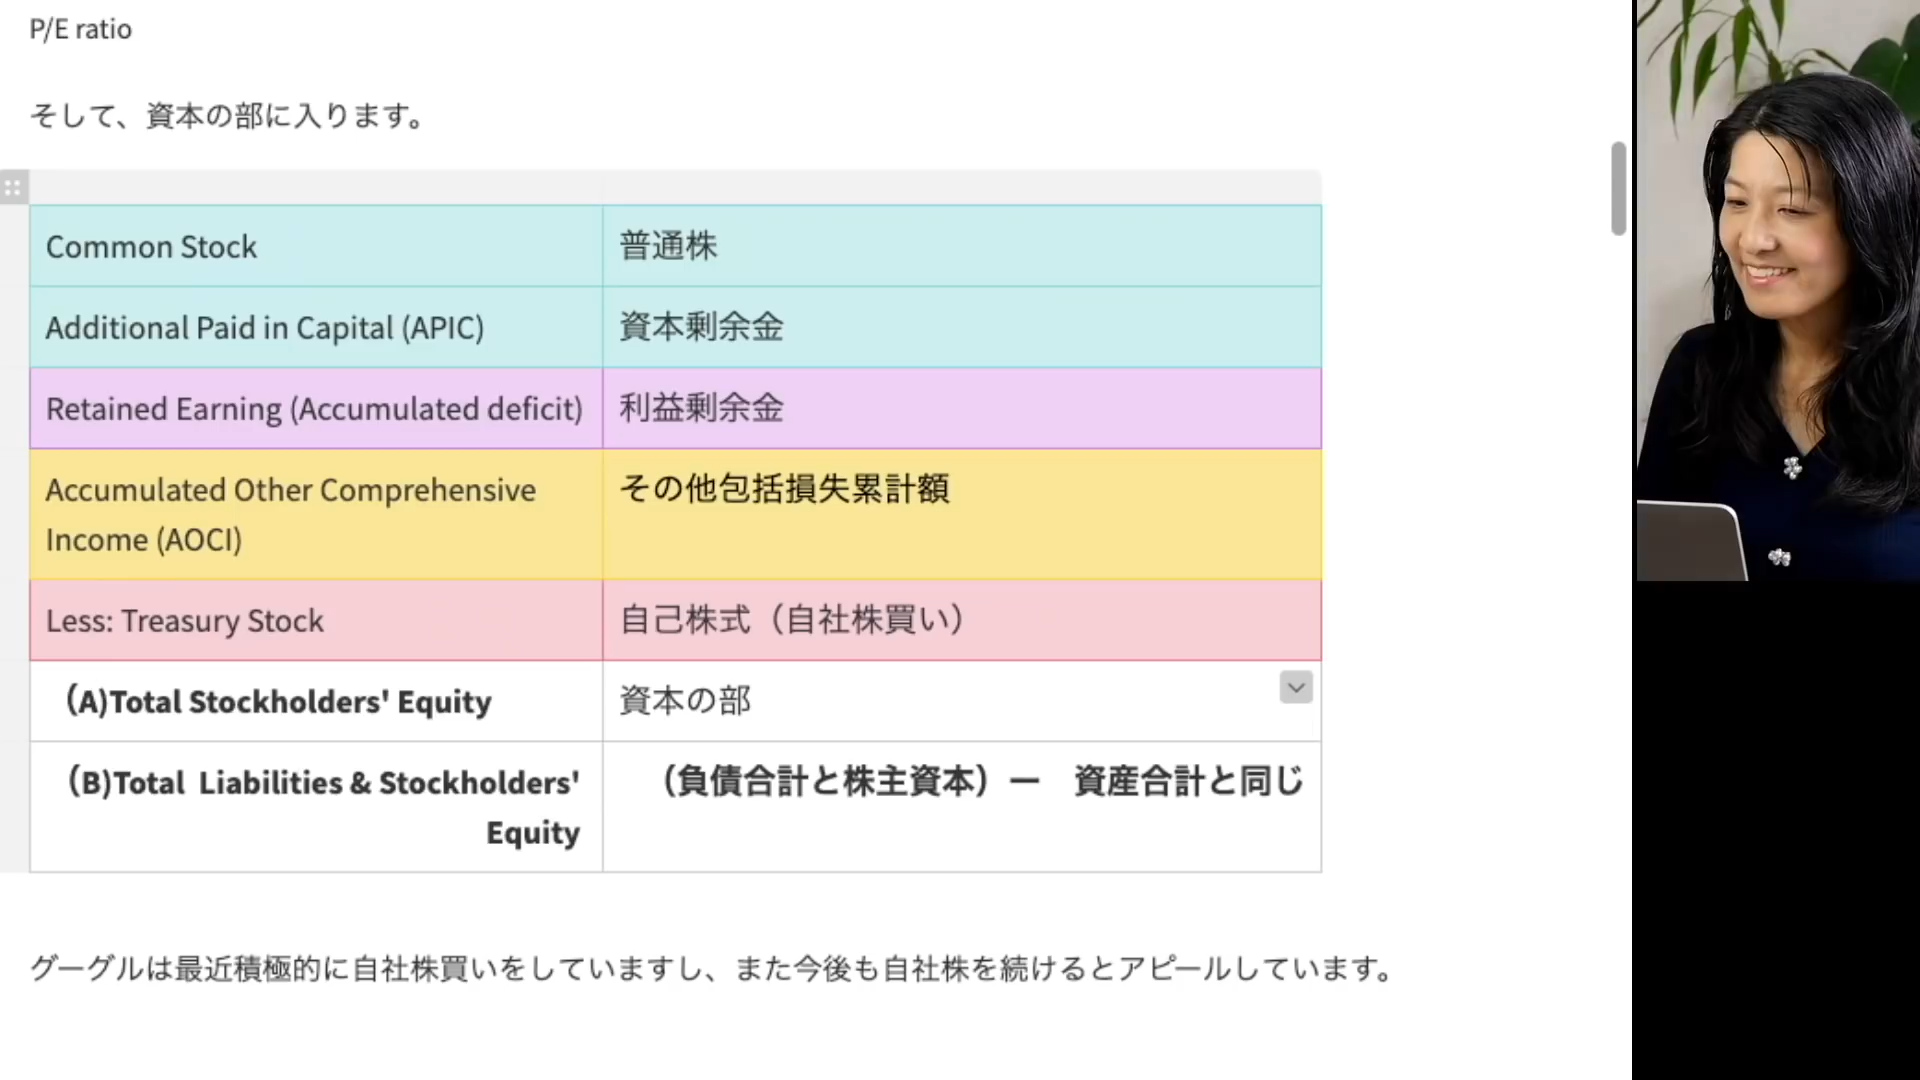 P/E ratio
そして、資本の部に入ります。
Common Stock
普通株
Additional Paid in Capital (APIC)
資本剰余金
Retained Earning (Accumulated deficit)
利益剰余金
Accumulated Other Comprehensive
Income (AOCI)
その他包括損失累計額
Less: Treasury Stock
自己株式（自社株買い）
（A)Total Stockholders' Equity
資本の部
（B)Total Liabilities & Stockholders'
Equity
（負債合計と株主資本）ー　資産合計と同じ
グーグルは最近積極的に自社株買いをしていますし、また今後も自社株を続けるとアピールしています。